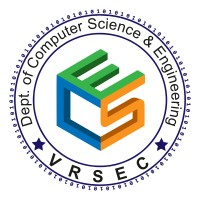 Dept. of Computer Science & Engineering
CSE
VRSEC